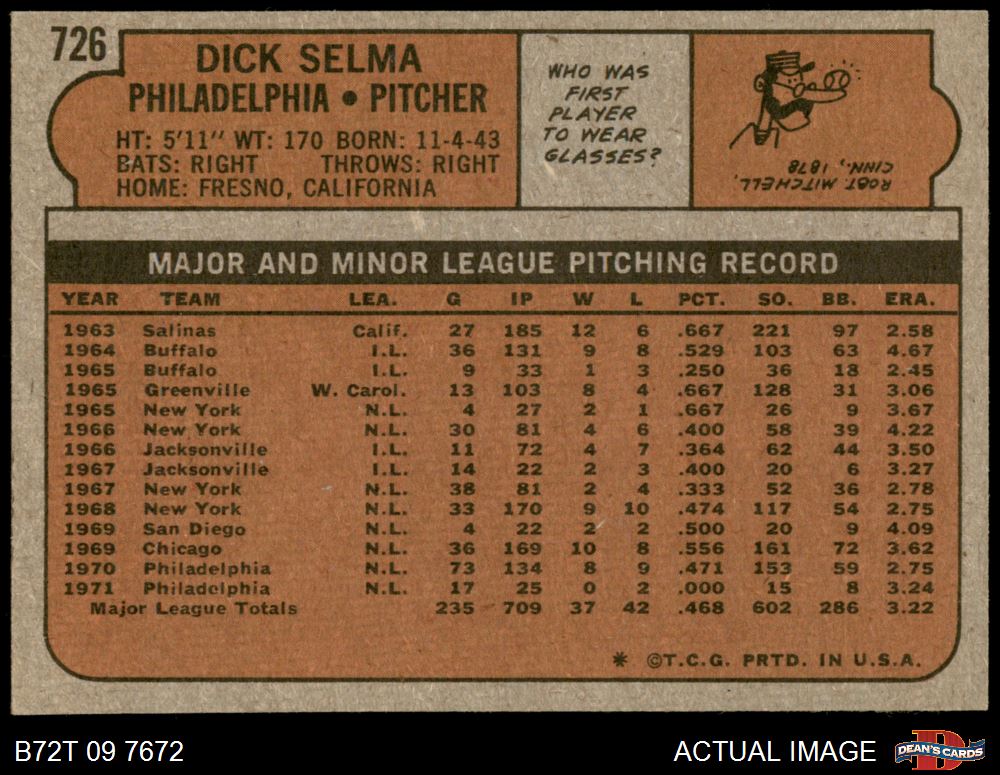 726
DICK SELMA
PHILADELPHIA • PITCHER
HT: 5'11" WT: 170 BORN: 11-4-43
BATS: RIGHT THROWS: RIGHT
HOME: FRESNO, CALIFORNIA
WHO WAS
FIRST
PLAYER
TO WEAR
GLASSES?
ROBT. MITCHELL,
CINN., 1878
MAJOR AND MINOR LEAGUE PITCHING RECORD
YEAR TEAM LEA. G IP W L PCT. SO. BB. ERA.
1963 Salinas Calif. 27 185 12 6 .667 221 97 2.58
1964 Buffalo I.L. 36 131 9 8 .529 103 63 4.67
1965 Buffalo I.L. 9 33 1 3 .250 36 18 2.45
1965 Greenville W. Carol. 13 103 8 4 .667 128 31 3.06
1965 New York N.L. 4 27 2 1 .667 26 9 3.67
1966 New York N.L. 30 81 4 6 .400 58 39 4.22
1966 Jacksonville I.L. 11 72 4 7 .364 62 44 3.50
1967 Jacksonville I.L. 14 22 2 3 .400 20 6 3.27
1967 New York N.L. 38 81 2 4 .333 52 36 2.78
1968 New York N.L. 33 170 9 10 .474 117 54 2.75
1969 San Diego N.L. 4 22 2 2 .500 20 9 4.09
1969 Chicago N.L. 36 169 10 8 .556 161 72 3.62
1970 Philadelphia N.L. 73 134 8 9 .471 153 59 2.75
1971 Philadelphia N.L. 17 25 0 2 .000 15 8 3.24
Major League Totals 235 709 37 42 .468 602 286 3.22
* ©T.C.G. PRTD. IN U.S.A.
B72T 09 7672
ACTUAL IMAGE
DEAN'S CARDS